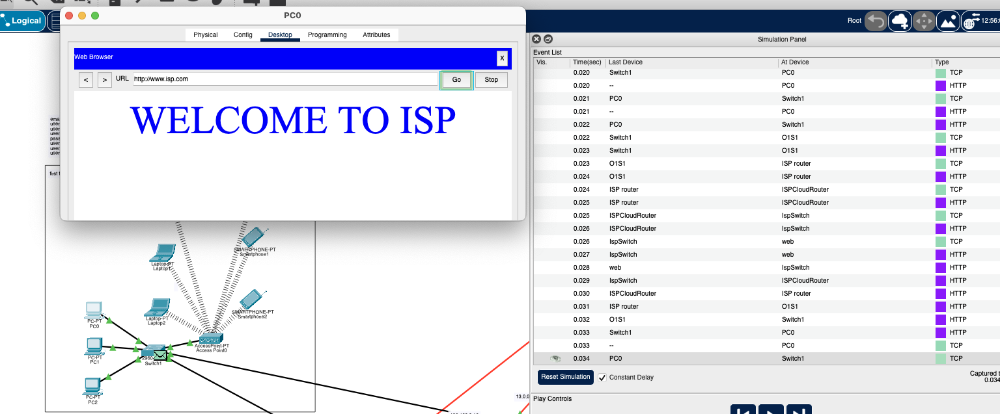 PC0
Logical
Root
12:56:
Physical Config Desktop Programming Attributes
Web Browser
X
< > URL http://www.isp.com Go Stop
WELCOME TO ISP
ema
user
user
user
pass
user
user
user
first
SMARTPHONE-PT
Smartphone1
Laptop-PT
Laptop1
SMARTPHONE-PT
Smartphone2
Laptop-PT
Laptop2
PC-PT
PC0
AccessPoint-PT
Access Point0
PC-PT
PC1
2960
Switch1
PC-PT
PC2
13.0.0
Simulation Panel
Event List
Vis. Time(sec) Last Device At Device Type
0.020 Switch1 PC0 TCP
0.020 -- PC0 HTTP
0.021 PC0 Switch1 TCP
0.021 -- PC0 HTTP
0.022 PC0 Switch1 HTTP
0.022 Switch1 O1S1 TCP
0.023 Switch1 O1S1 HTTP
0.023 O1S1 ISP router TCP
0.024 O1S1 ISP router HTTP
0.024 ISP router ISPCloudRouter TCP
0.025 ISP router ISPCloudRouter HTTP
0.025 ISPCloudRouter IspSwitch TCP
0.026 ISPCloudRouter IspSwitch HTTP
0.026 IspSwitch web TCP
0.027 IspSwitch web HTTP
0.028 web IspSwitch HTTP
0.029 IspSwitch ISPCloudRouter HTTP
0.030 ISPCloudRouter ISP router HTTP
0.031 ISP router O1S1 HTTP
0.032 O1S1 Switch1 HTTP
0.033 Switch1 PC0 HTTP
0.033 -- PC0 TCP
0.034 PC0 Switch1 TCP
Reset Simulation Constant Delay
Captured t
0.034
Play Controls